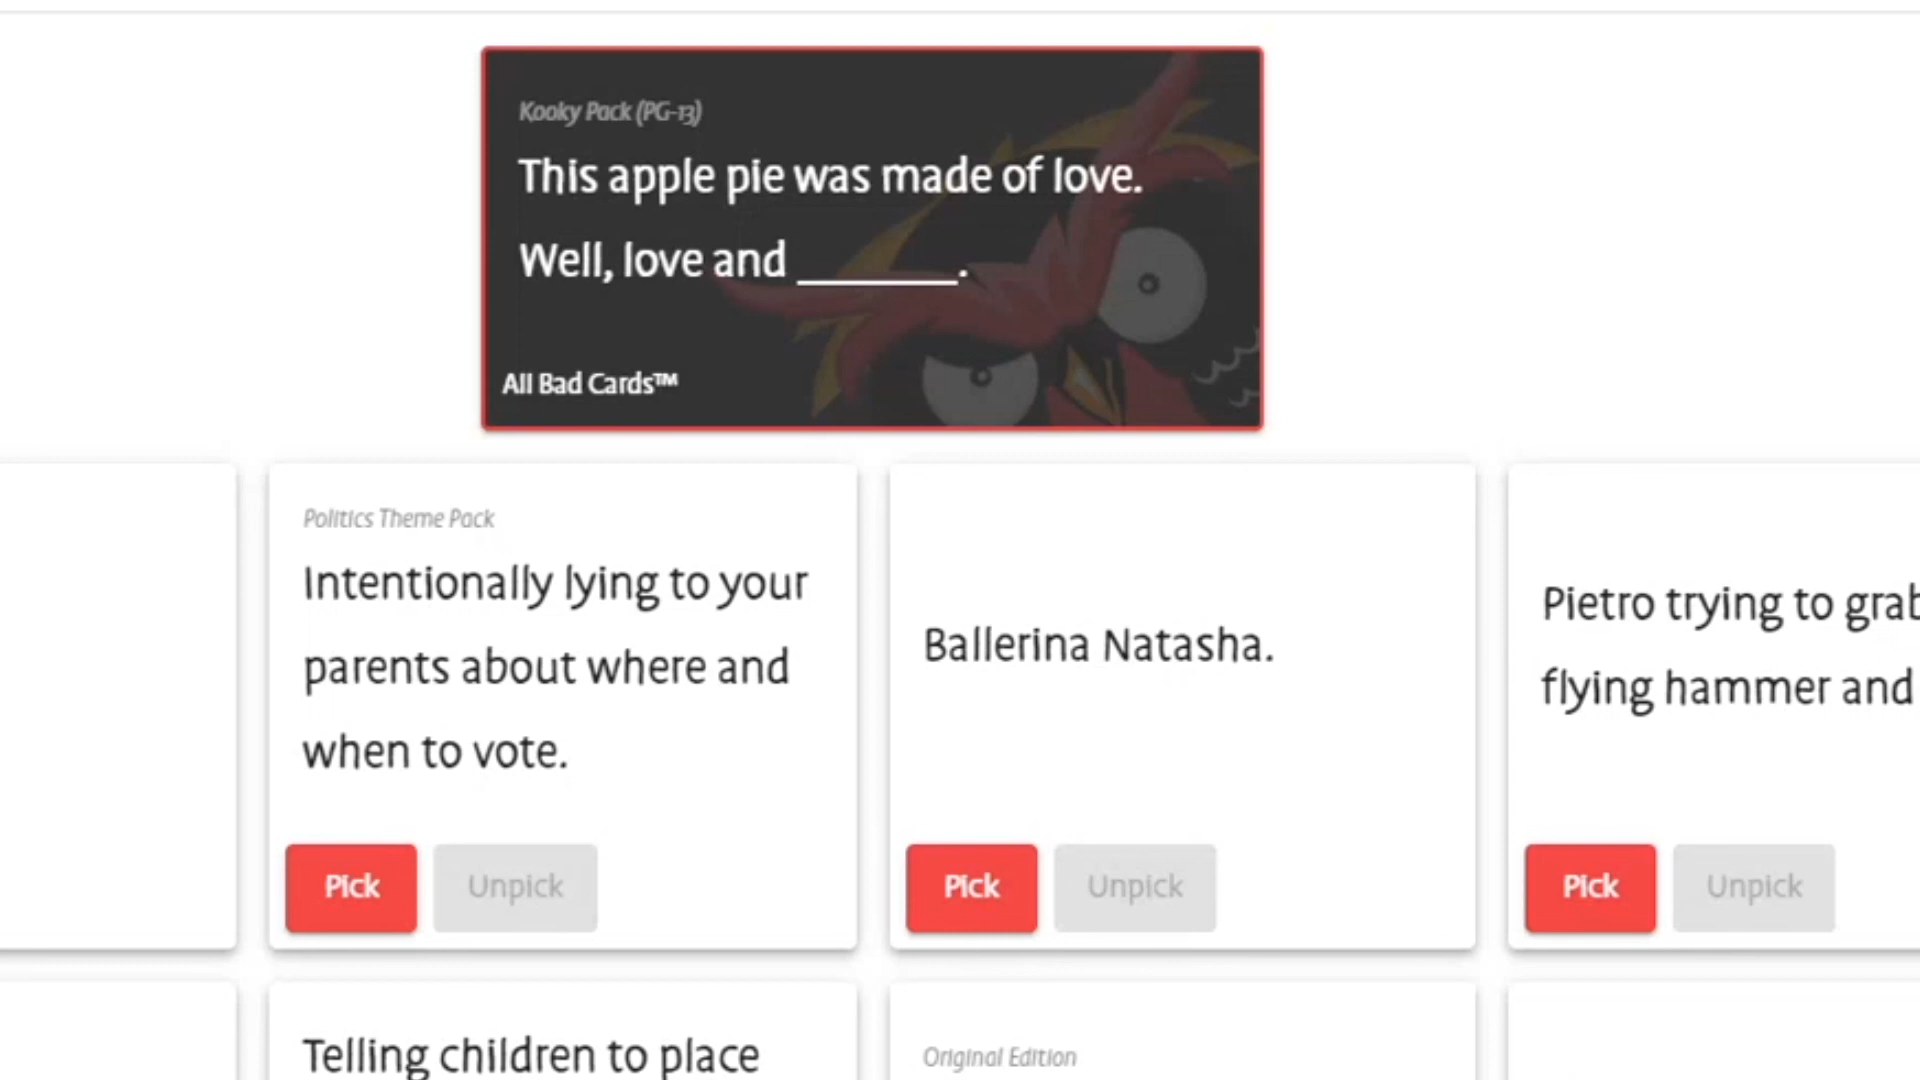 Kooky Pack (PG-13)
This apple pie was made of love.
Well, love and ________.
All Bad Cards™
Politics Theme Pack
Intentionally lying to your
parents about where and
when to vote.
Pick
Unpick
Ballerina Natasha.
Pick
Unpick
Pietro trying to grab
flying hammer and
Pick
Unpick
Telling children to place
Original Edition